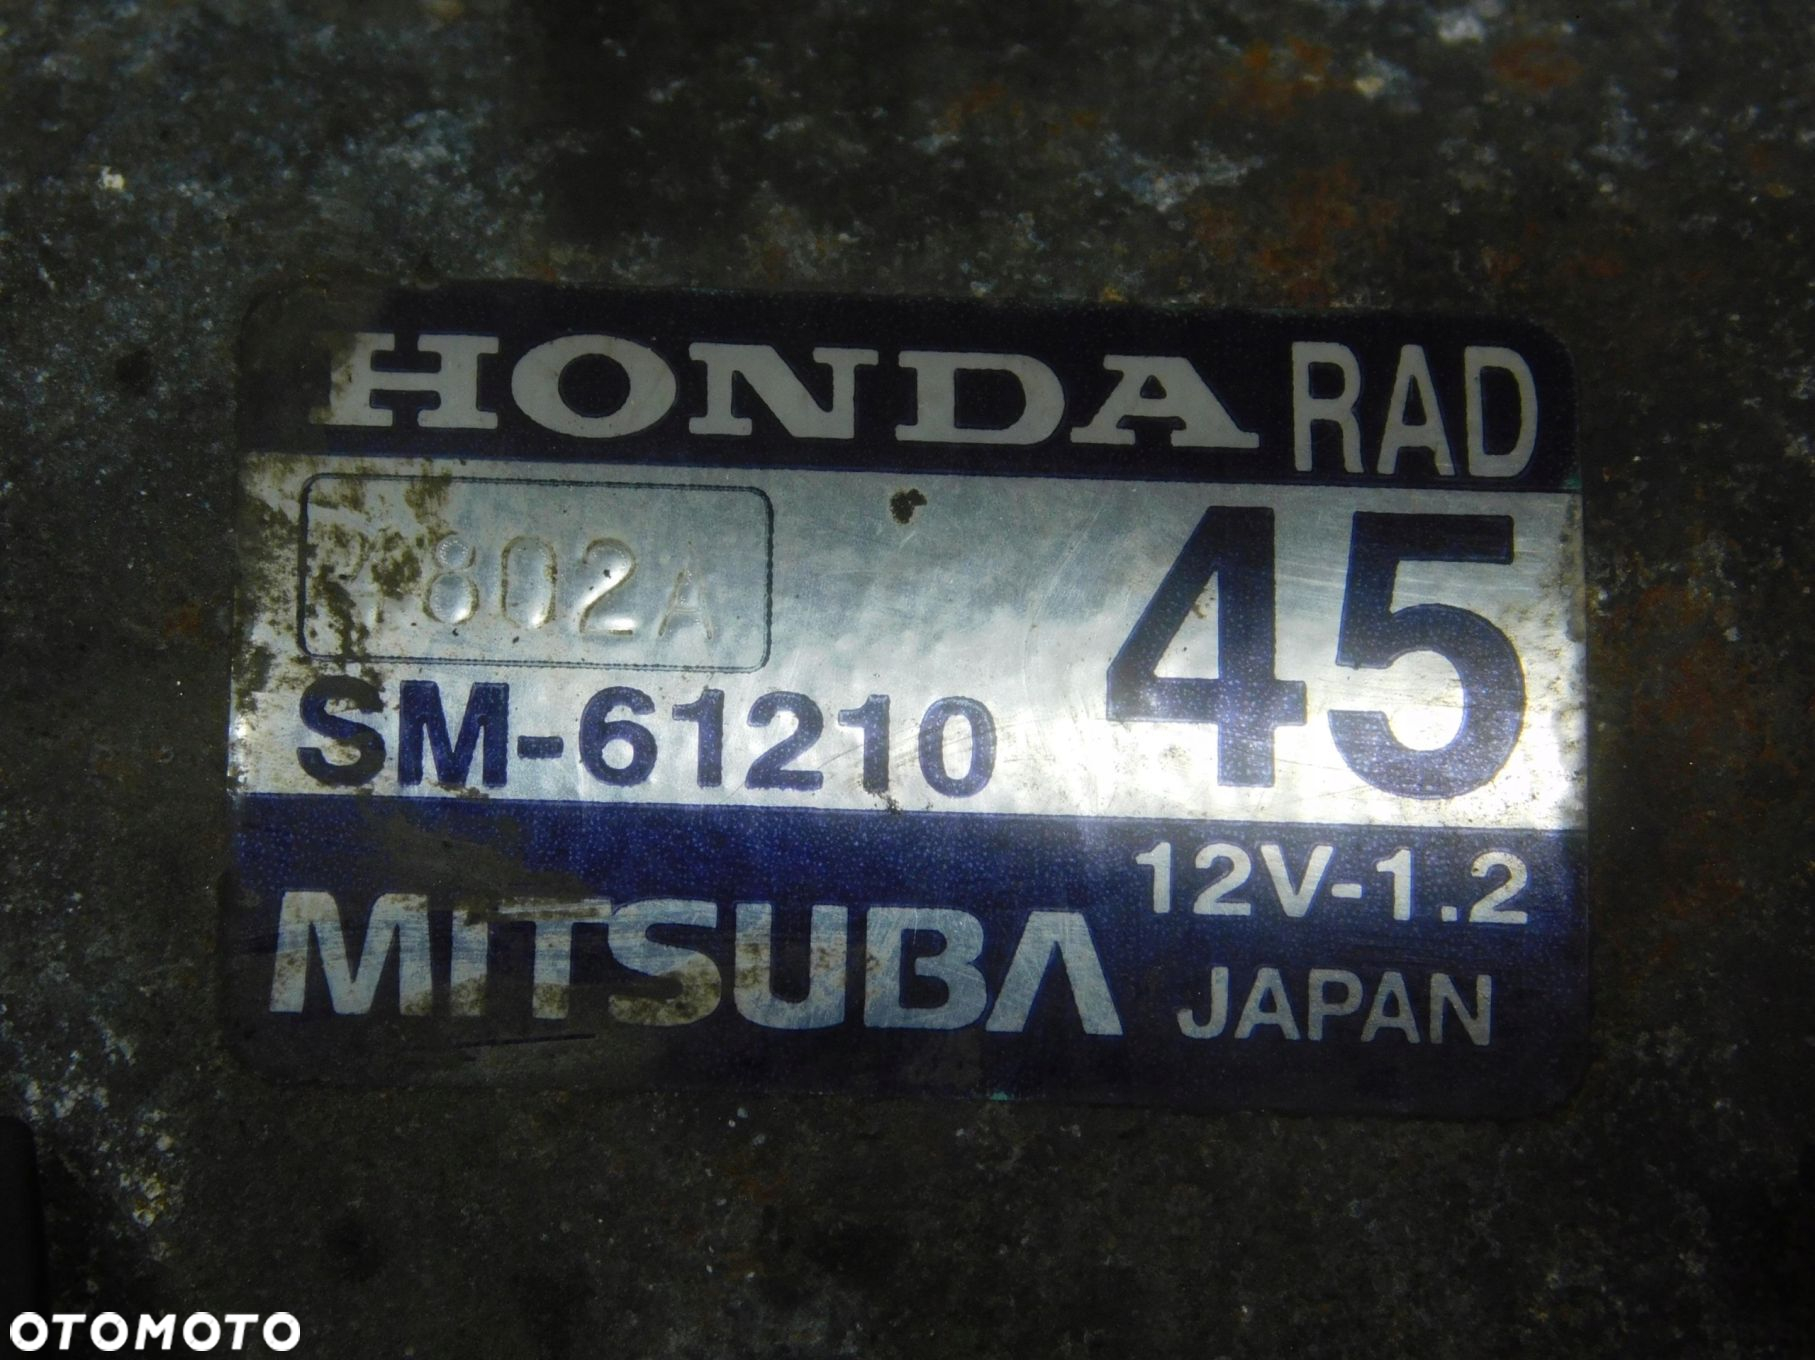 HONDA RAD
802A
45
SM-61210
12V-1.2
MITSUBA
JAPAN
OTOMOTO